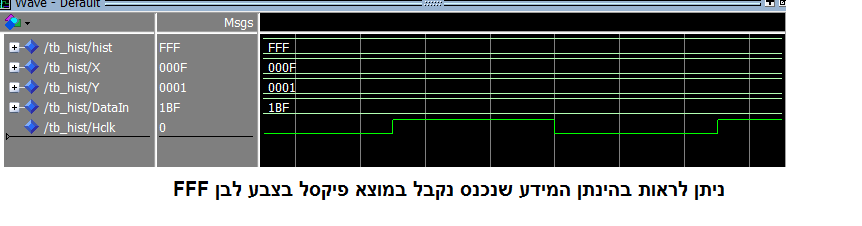 Wave - Default
Msgs
/tb_hist/hist FFF FFF
/tb_hist/X 000F 000F
/tb_hist/Y 0001 0001
/tb_hist/DataIn 1BF 1BF
/tb_hist/Hclk 0
ניתן לראות בהינתן המידע שנכנס נקבל במוצא פיקסל בצבע לבן FFF